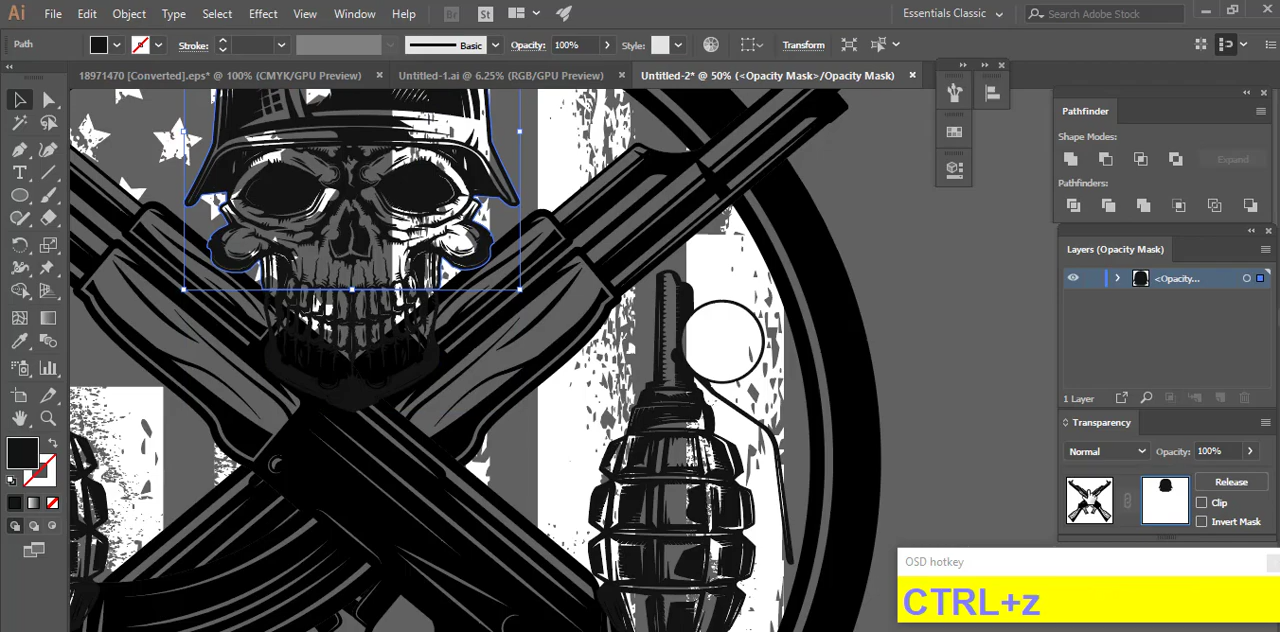 Ai File Edit Object Type Select Effect View Window Help Br St Essentials Classic Search Adobe Stock
Path Stroke: Basic Opacity: 100% Style: Transform
18971470 [Converted].eps* @ 100% (CMYK/GPU Preview) Untitled-1.ai @ 6.25% (RGB/GPU Preview) Untitled-2* @ 50% (<Opacity Mask>/Opacity Mask)
Pathfinder
Shape Modes:
Expand
Pathfinders:
Layers (Opacity Mask)
<Opacity...
1 Layer
Transparency
Normal Opacity: 100%
Release
Clip
Invert Mask
OSD hotkey
CTRL+z